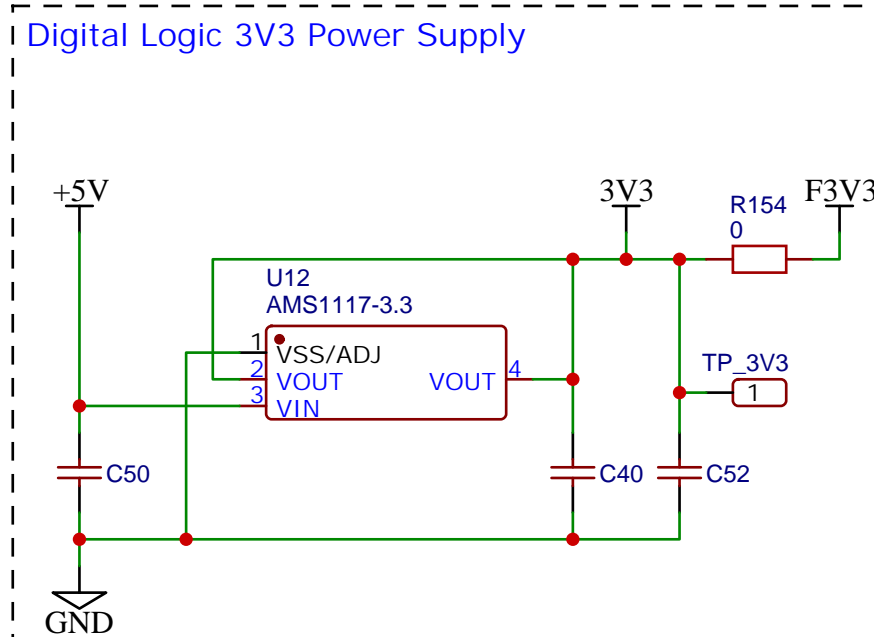 Digital Logic 3V3 Power Supply
+5V
3V3
R154
0
F3V3
U12
AMS1117-3.3
1
VSS/ADJ
2
VOUT
VOUT
4
3
VIN
TP_3V3
1
C50
C40
C52
GND